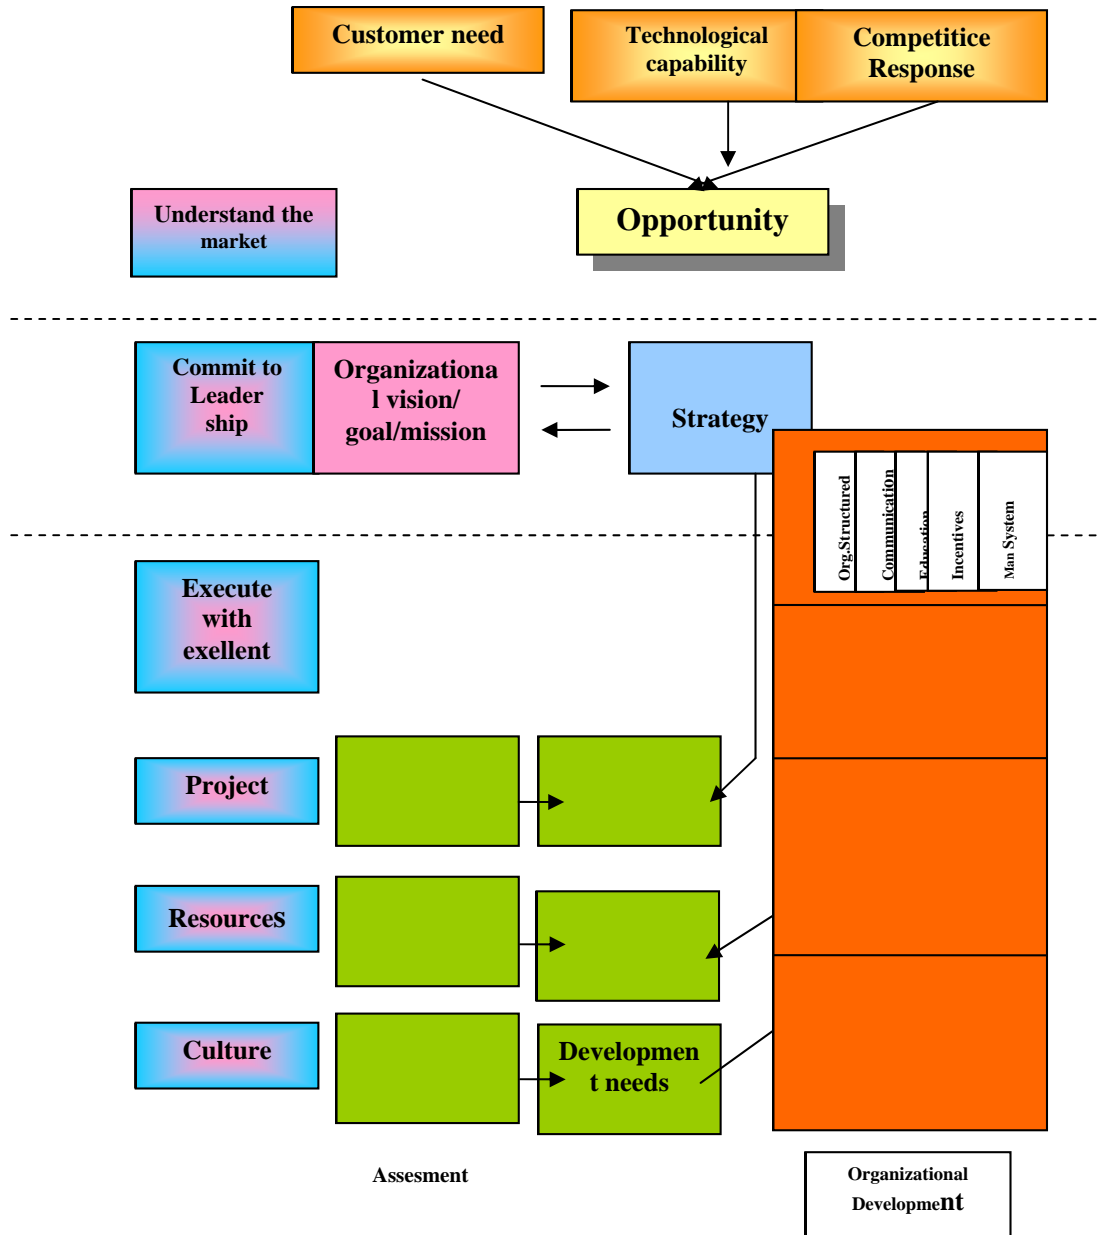 Customer need
Technological
capability
Competitice
Response
Understand the
market
Opportunity
Commit to
Leader
ship
Organizationa
l vision/
goal/mission
Strategy
Org.Structured
Communication
Education
Incentives
Man System
Execute
with
exellent
Project
Resources
Culture
Developmen
t needs
Assesment
Organizational
Development